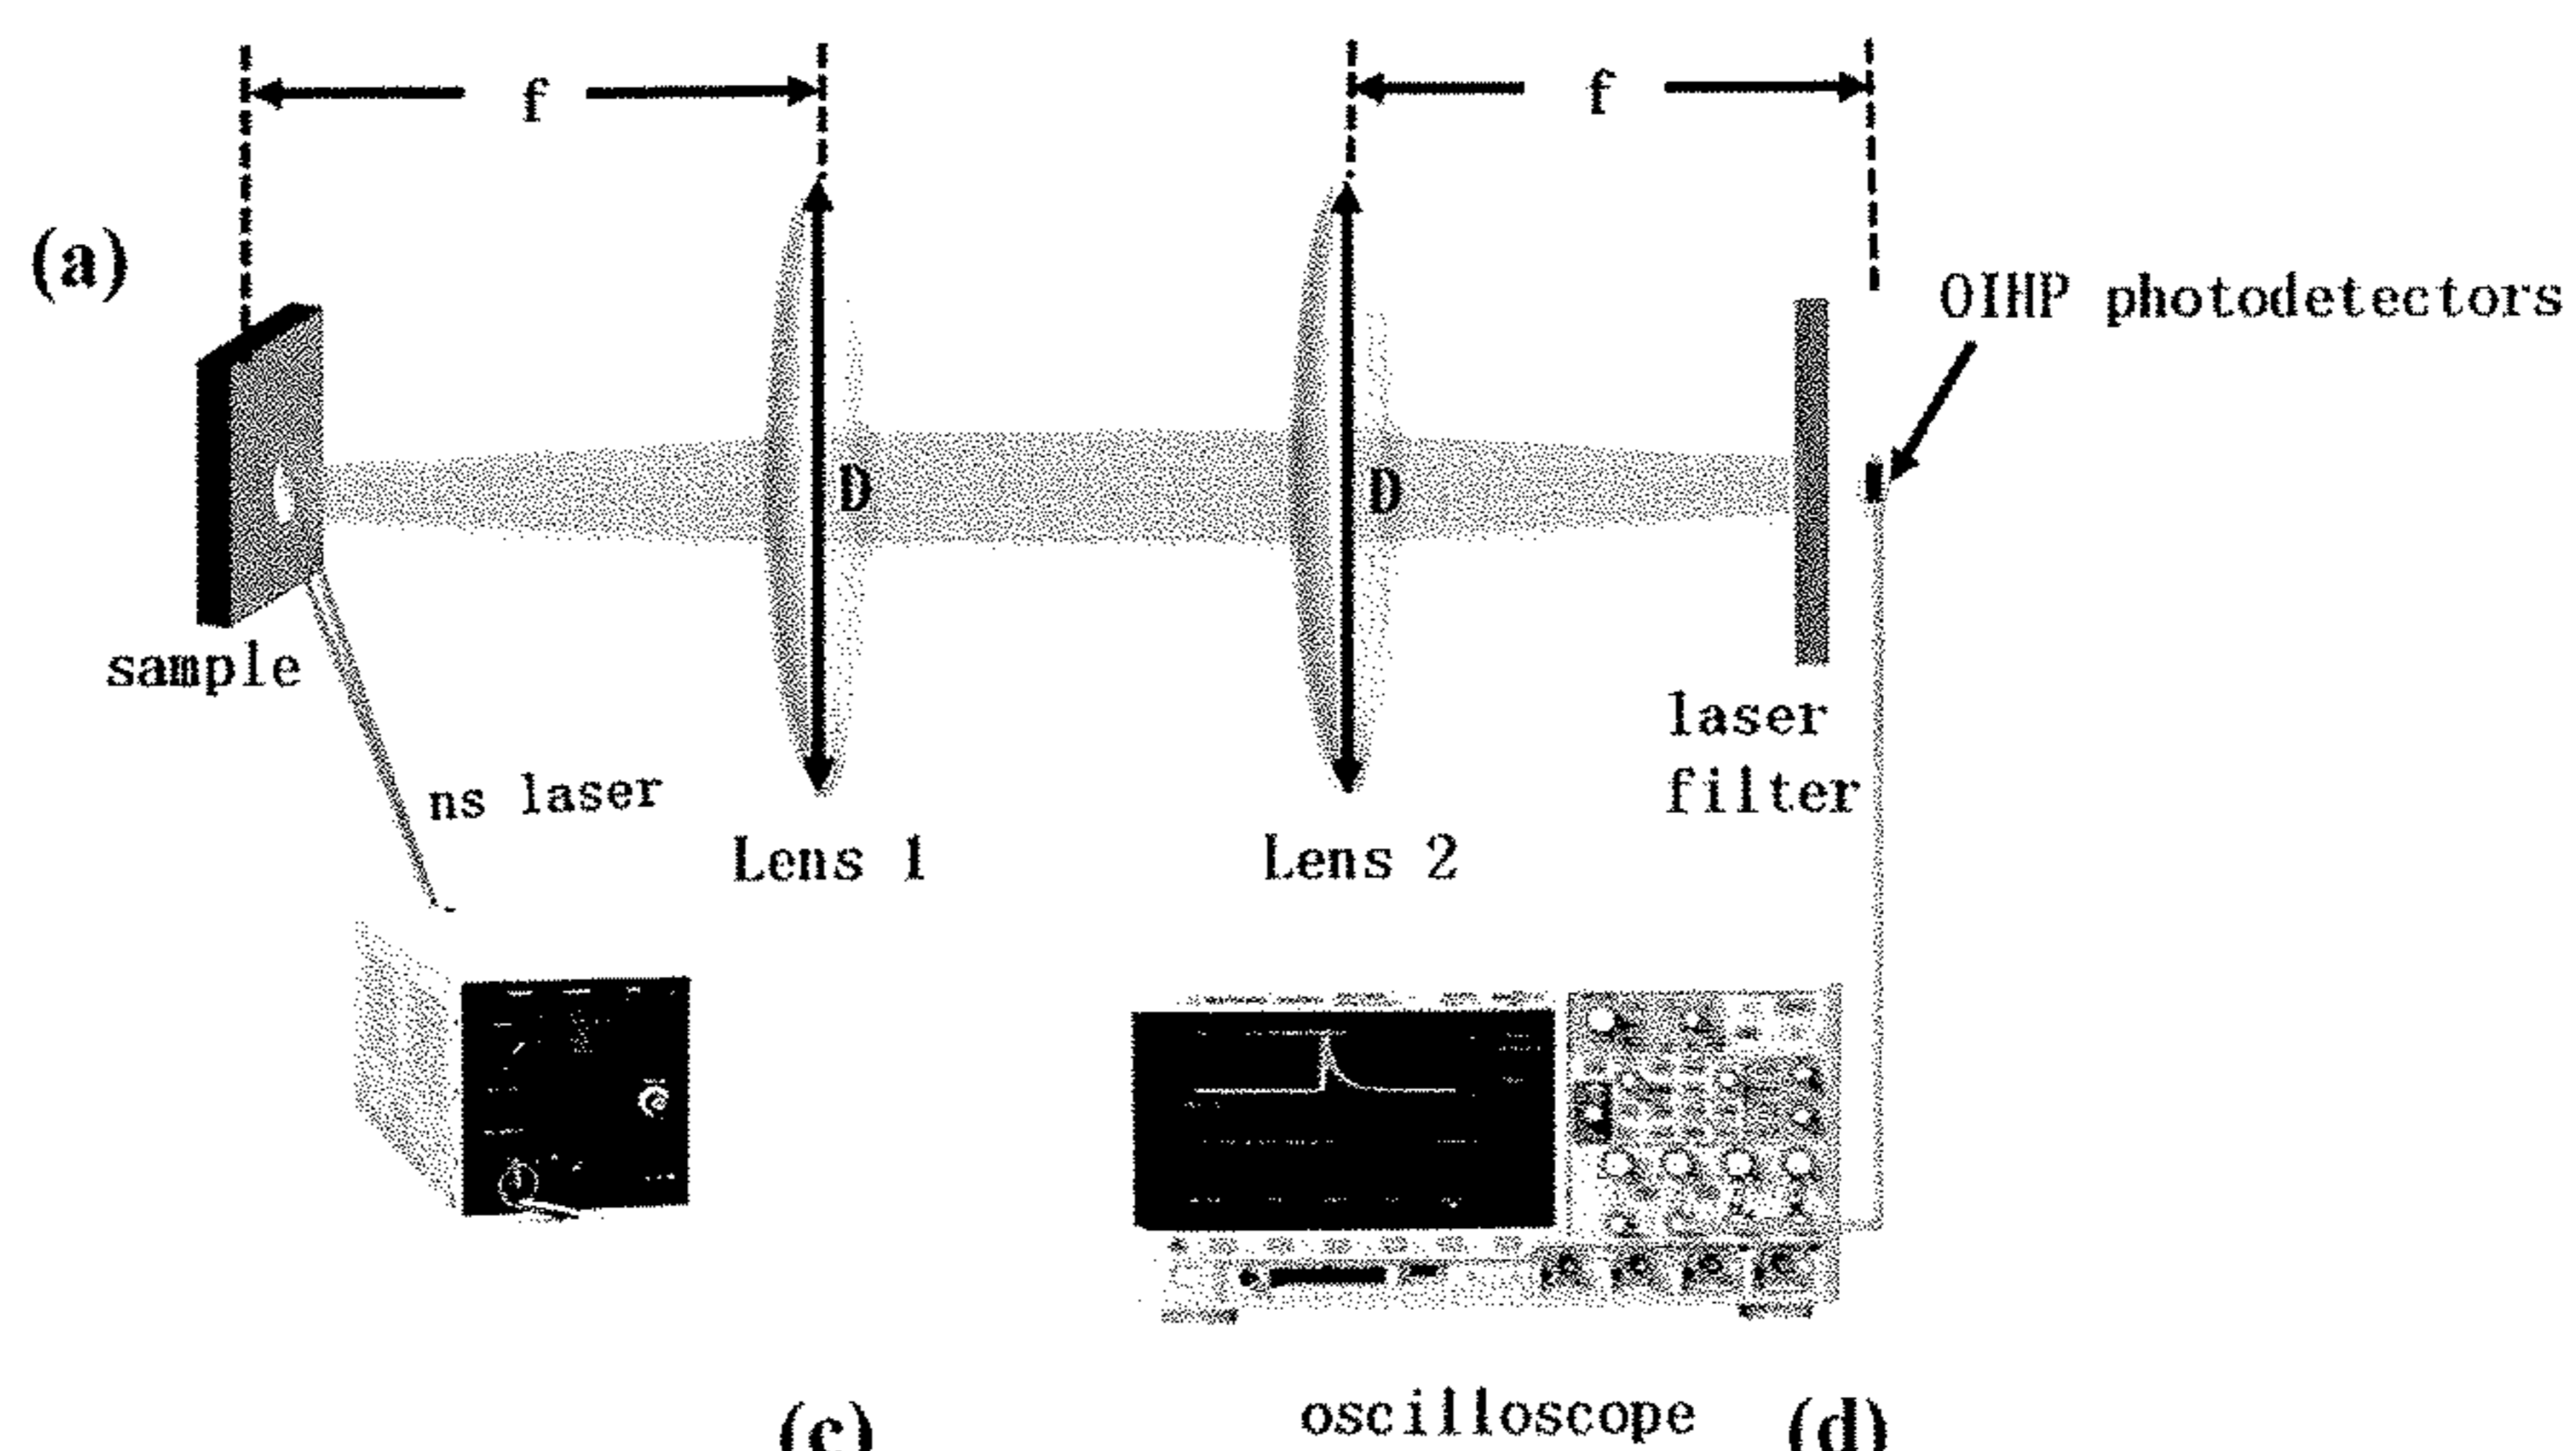 f
f
(a)
OIHP photodetectors
D
D
sample
laser
filter
ns laser
Lens 1
Lens 2
oscilloscope
(c)
(d)